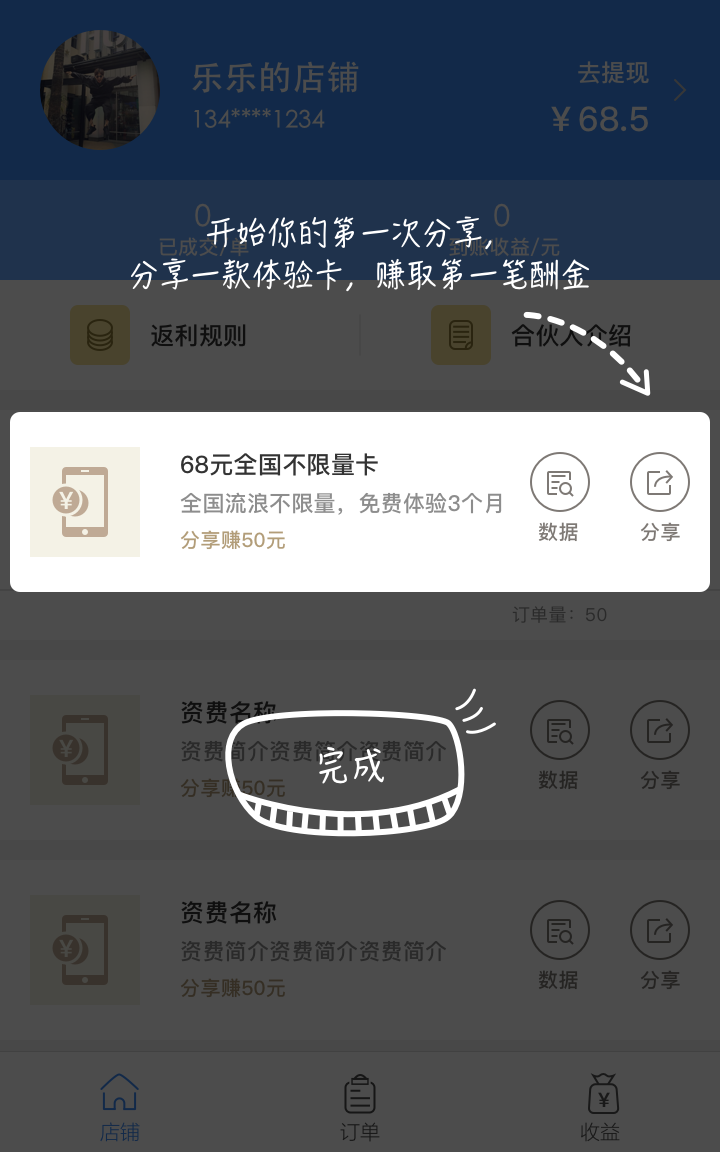 乐乐的店铺
去提现
134****1234
¥ 68.5
0
0
已成交/单
到账收益/元
开始你的第一次分享,
分享一款体验卡，赚取第一笔酬金
返利规则
合伙人介绍
68元全国不限量卡
全国流浪不限量，免费体验3个月
分享赚50元
数据
分享
订单量：50
资费名称
资费简介资费简介资费简介
分享赚50元
数据
分享
完成
资费名称
资费简介资费简介资费简介
分享赚50元
数据
分享
店铺
订单
收益